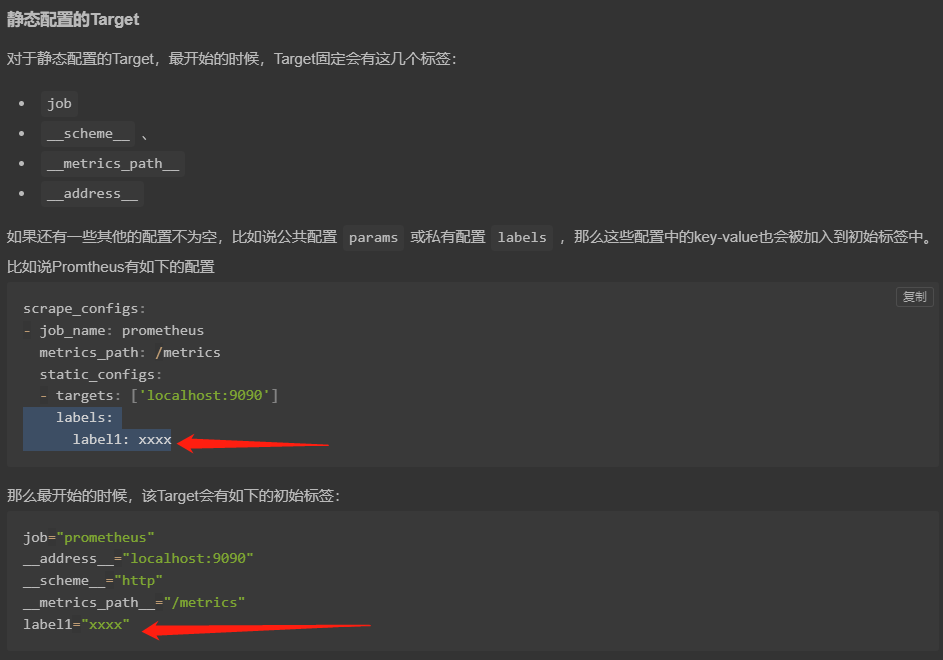 静态配置的Target
对于静态配置的Target，最开始的时候，Target固定会有这几个标签：
• job
• __scheme__ 、
• __metrics_path__
• __address__
如果还有一些其他的配置不为空，比如说公共配置 params 或私有配置 labels ，那么这些配置中的key-value也会被加入到初始标签中。
比如说Promtheus有如下的配置
复制
scrape_configs:
- job_name: prometheus
  metrics_path: /metrics
  static_configs:
  - targets: ['localhost:9090']
    labels:
      label1: xxxx
那么最开始的时候，该Target会有如下的初始标签：
job="prometheus"
__address__="localhost:9090"
__scheme__="http"
__metrics_path__="/metrics"
label1="xxxx"